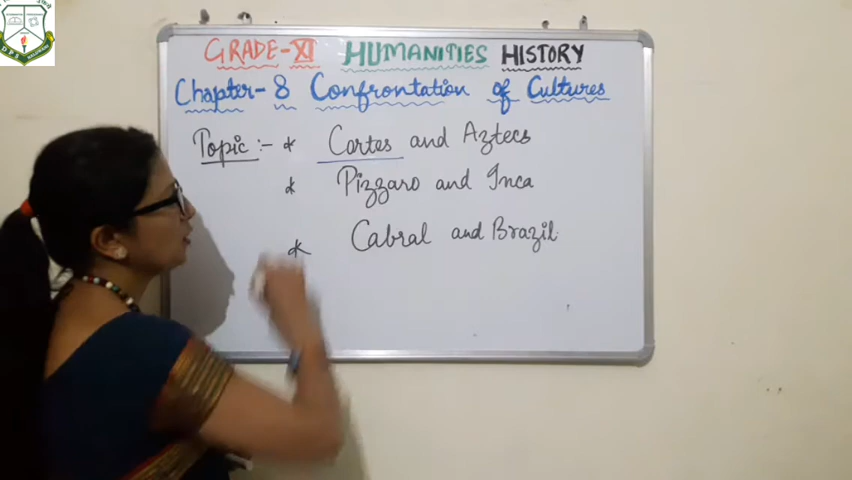 GRADE-XI HUMANITIES HISTORY
Chapter-8 Confrontation of Cultures
Topic :- * Cortes and Aztecs
* Pizzaro and Inca
* Cabral and Brazil
D P S